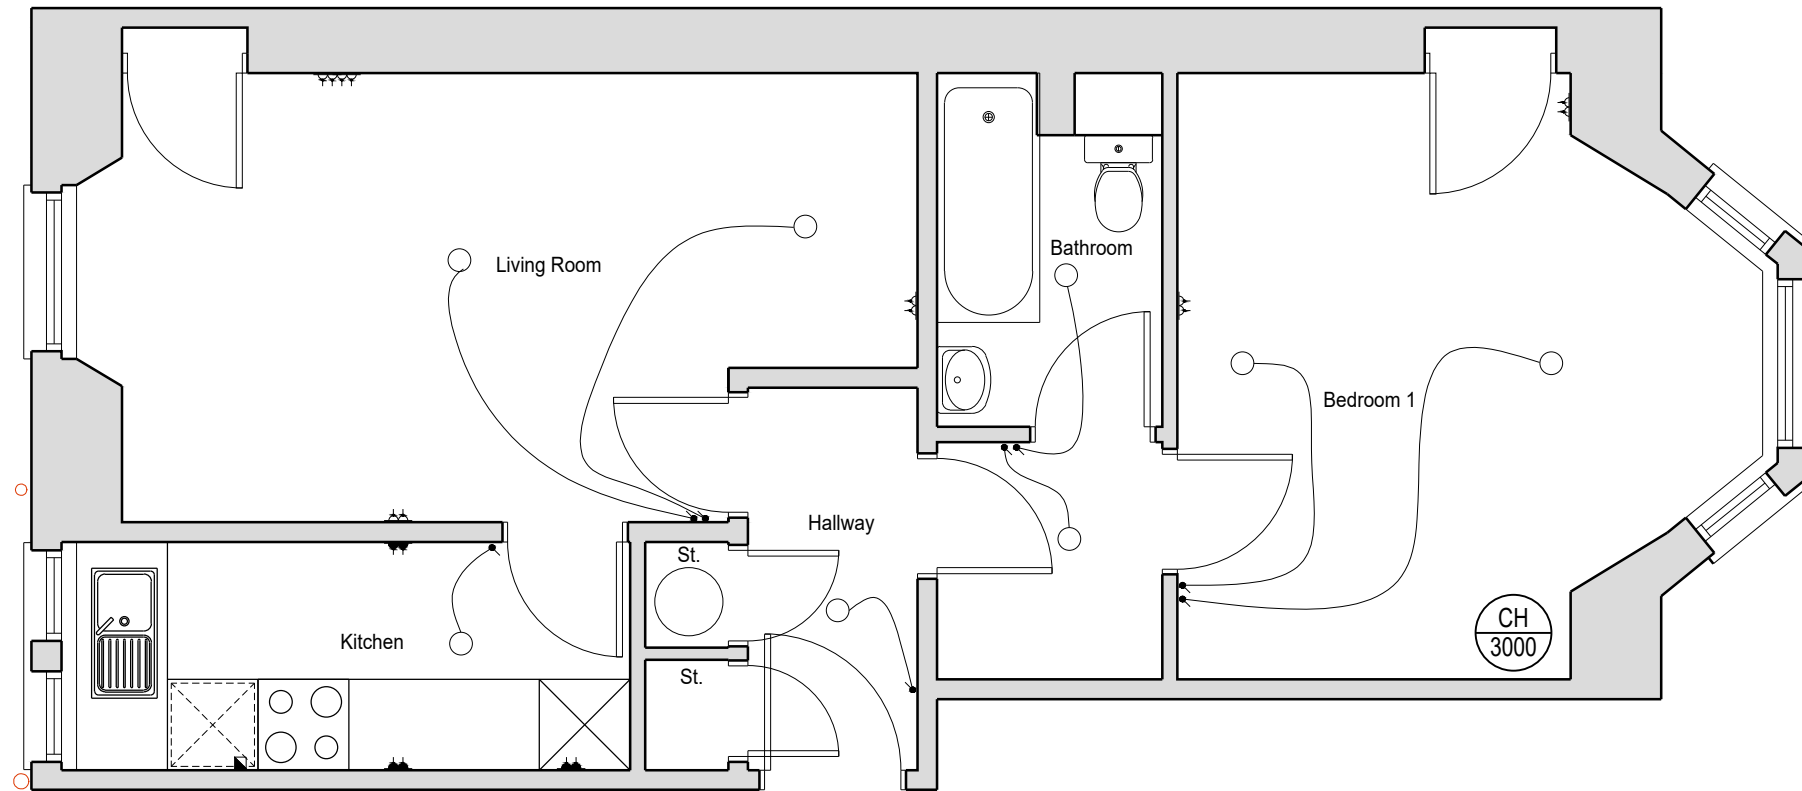 Living Room
Bathroom
Bedroom 1
Hallway
St.
Kitchen
St.
CH
3000